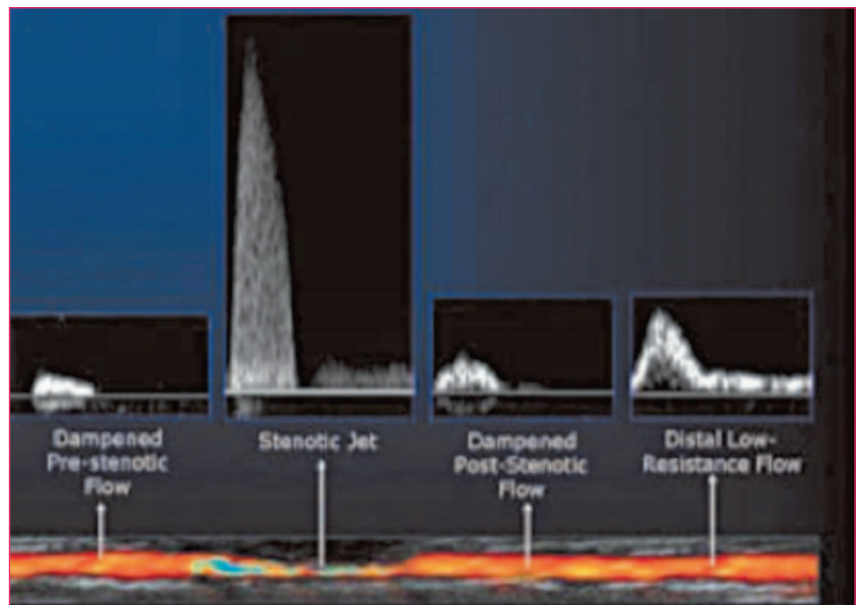 Dampened
Pre-stenotic
Flow
Stenotic Jet
Dampened
Post-Stenotic
Flow
Distal Low-
Resistance Flow